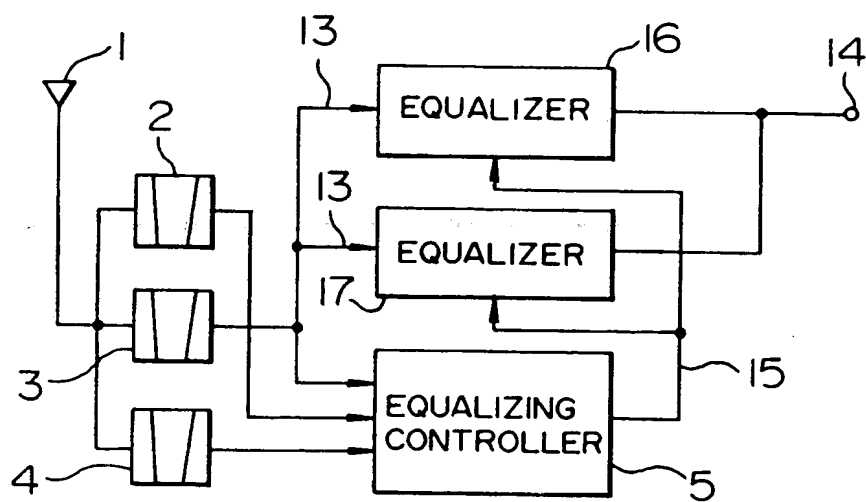 1
13
16
14
EQUALIZER
2
13
EQUALIZER
17
3
15
EQUALIZING
CONTROLLER
4
5